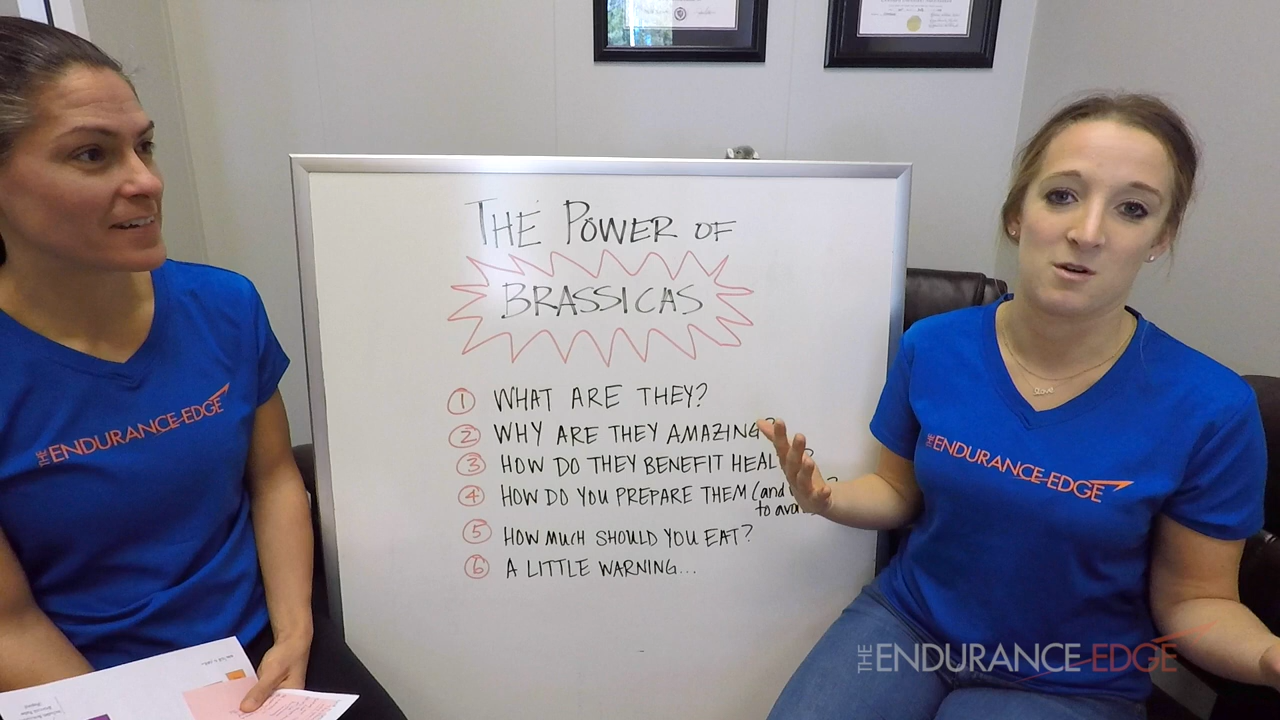 THE POWER OF
BRASSICAS
1 WHAT ARE THEY?
2 WHY ARE THEY AMAZING?
3 HOW DO THEY BENEFIT
4 HOW DO YOU PREPARE THEM (and
to
5 HOW MUCH SHOULD YOU EAT?
6 A LITTLE WARNING...
THE ENDURANCE EDGE
THE ENDURANCE EDGE
THE ENDURANCE EDGE